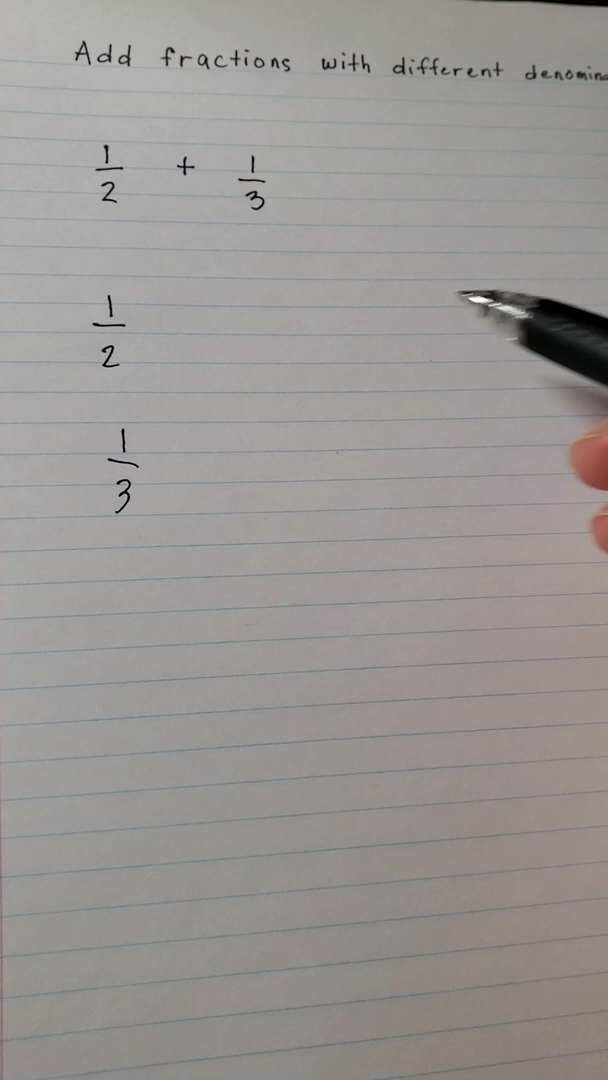 Add fractions with different
1/2 + 1/3
1/2
1/3